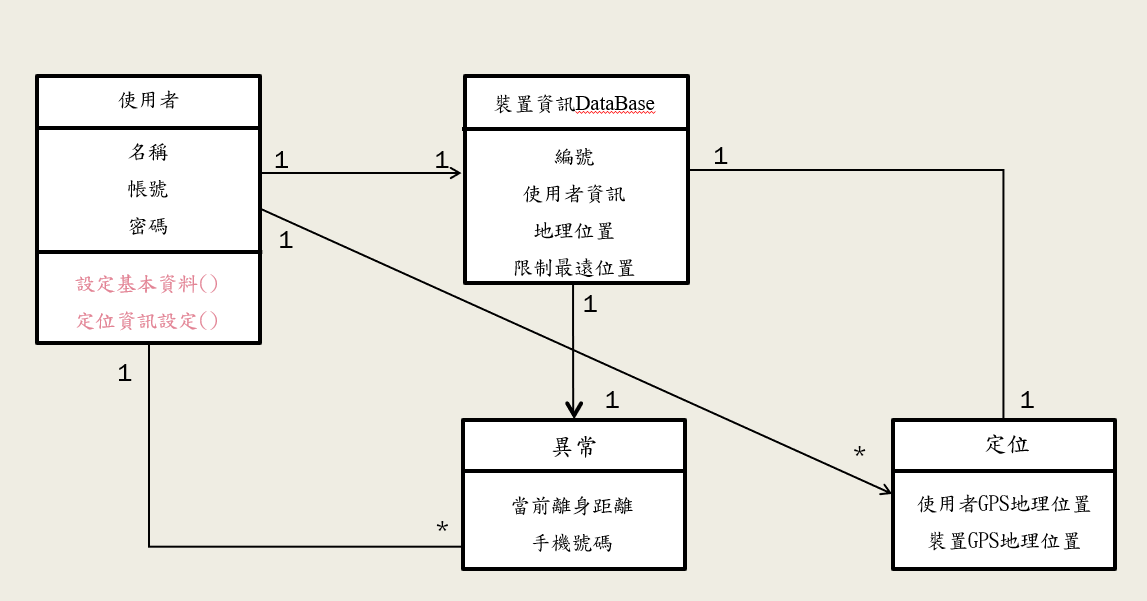 使用者
名稱
帳號
密碼
設定基本資料()
定位資訊設定()
裝置資訊DataBase
編號
使用者資訊
地理位置
限制最遠位置
1
1
1
1
1
1
1
1
*
*
異常
當前離身距離
手機號碼
定位
使用者GPS地理位置
裝置GPS地理位置